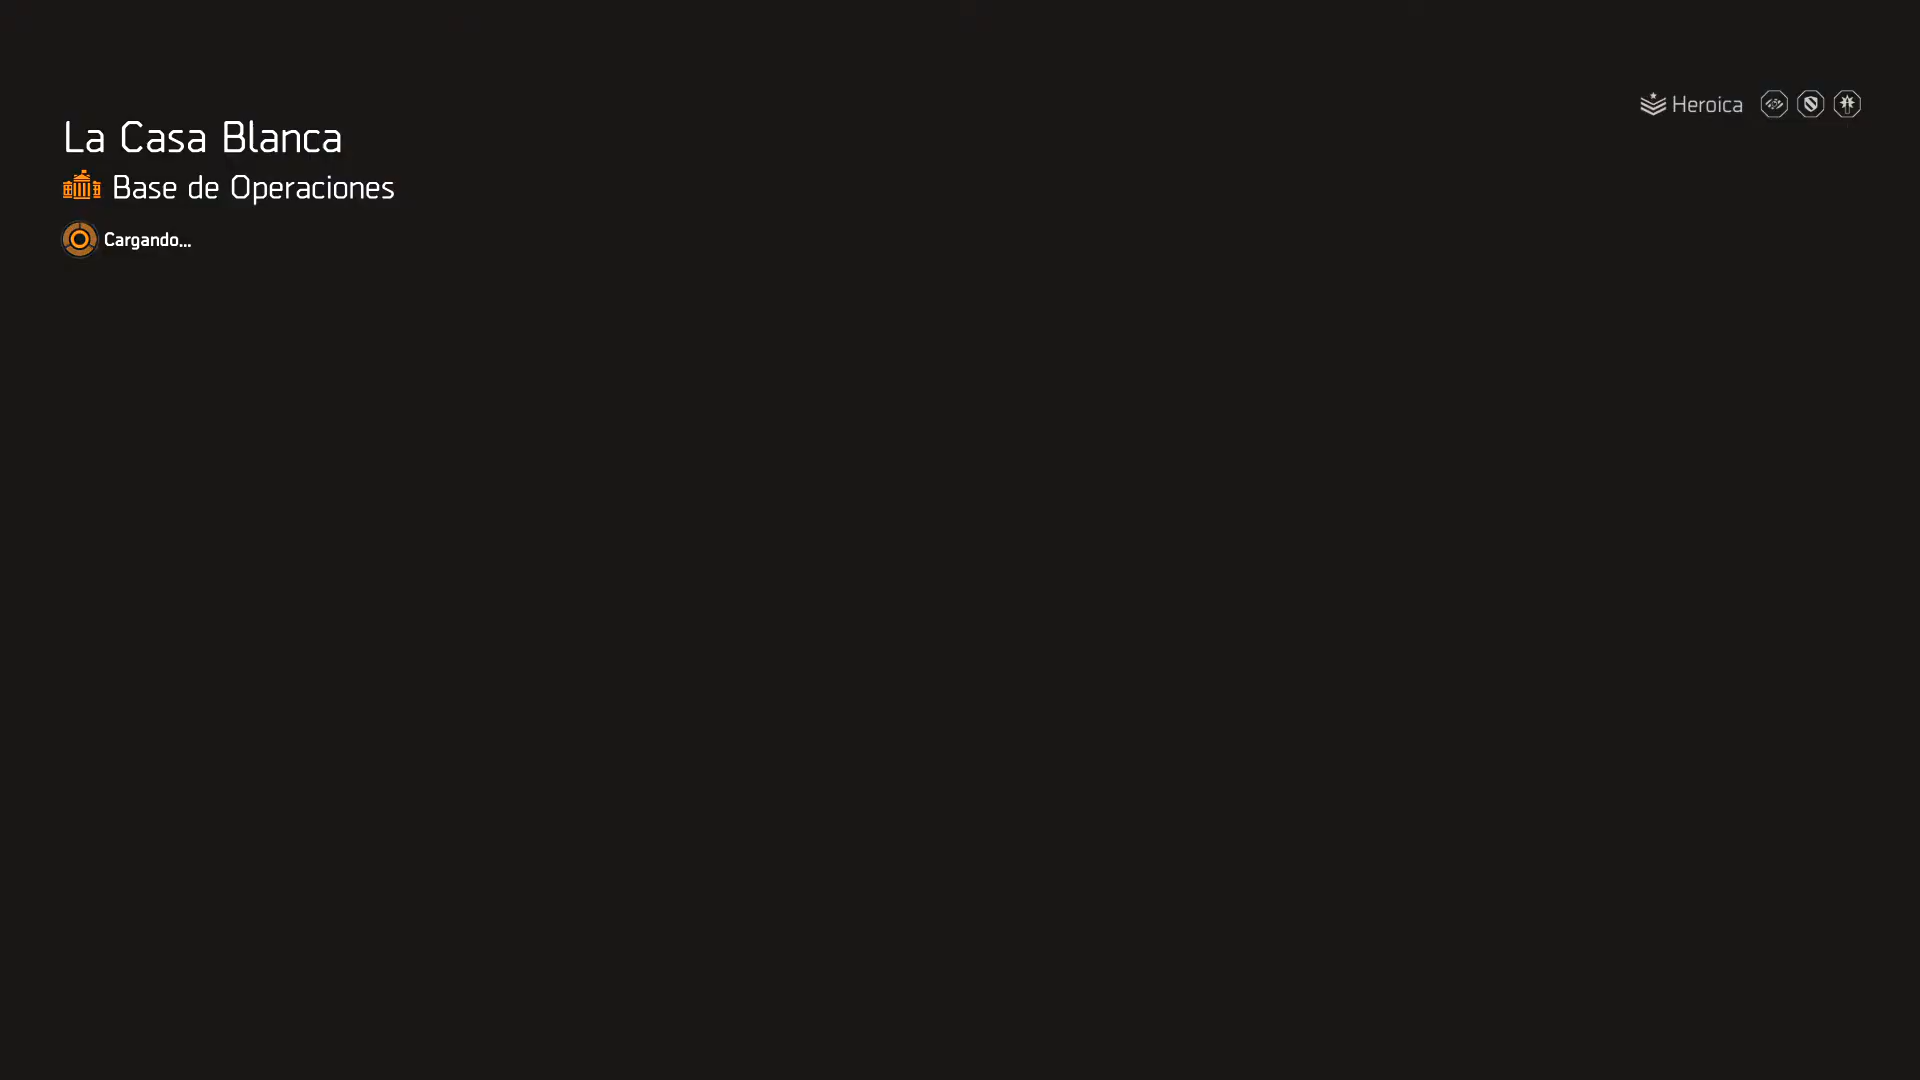 La Casa Blanca
Base de Operaciones
Cargando...
Heroica